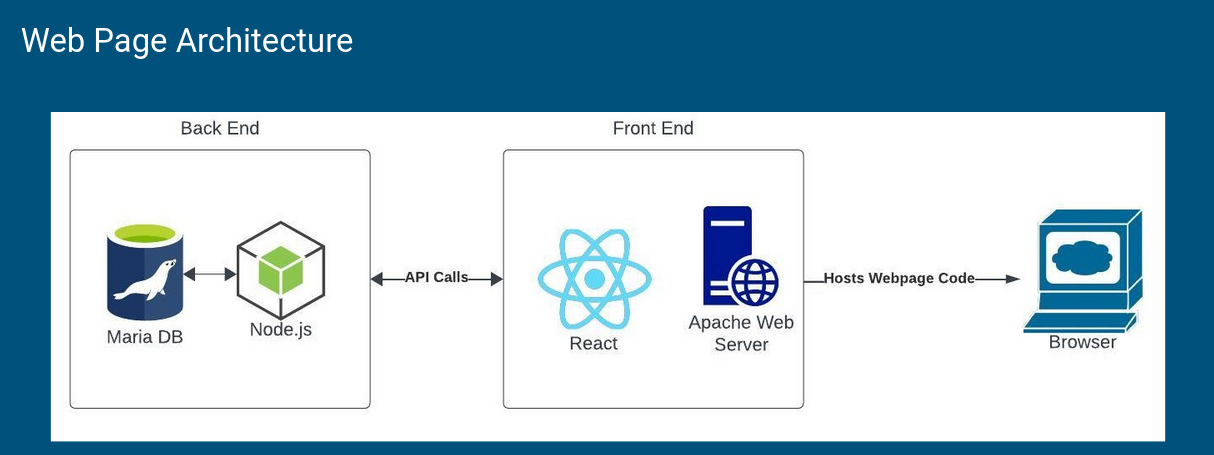 Web Page Architecture
Back End
Front End
Maria DB
Node.js
API Calls
React
Apache Web
Server
Hosts Webpage Code
Browser